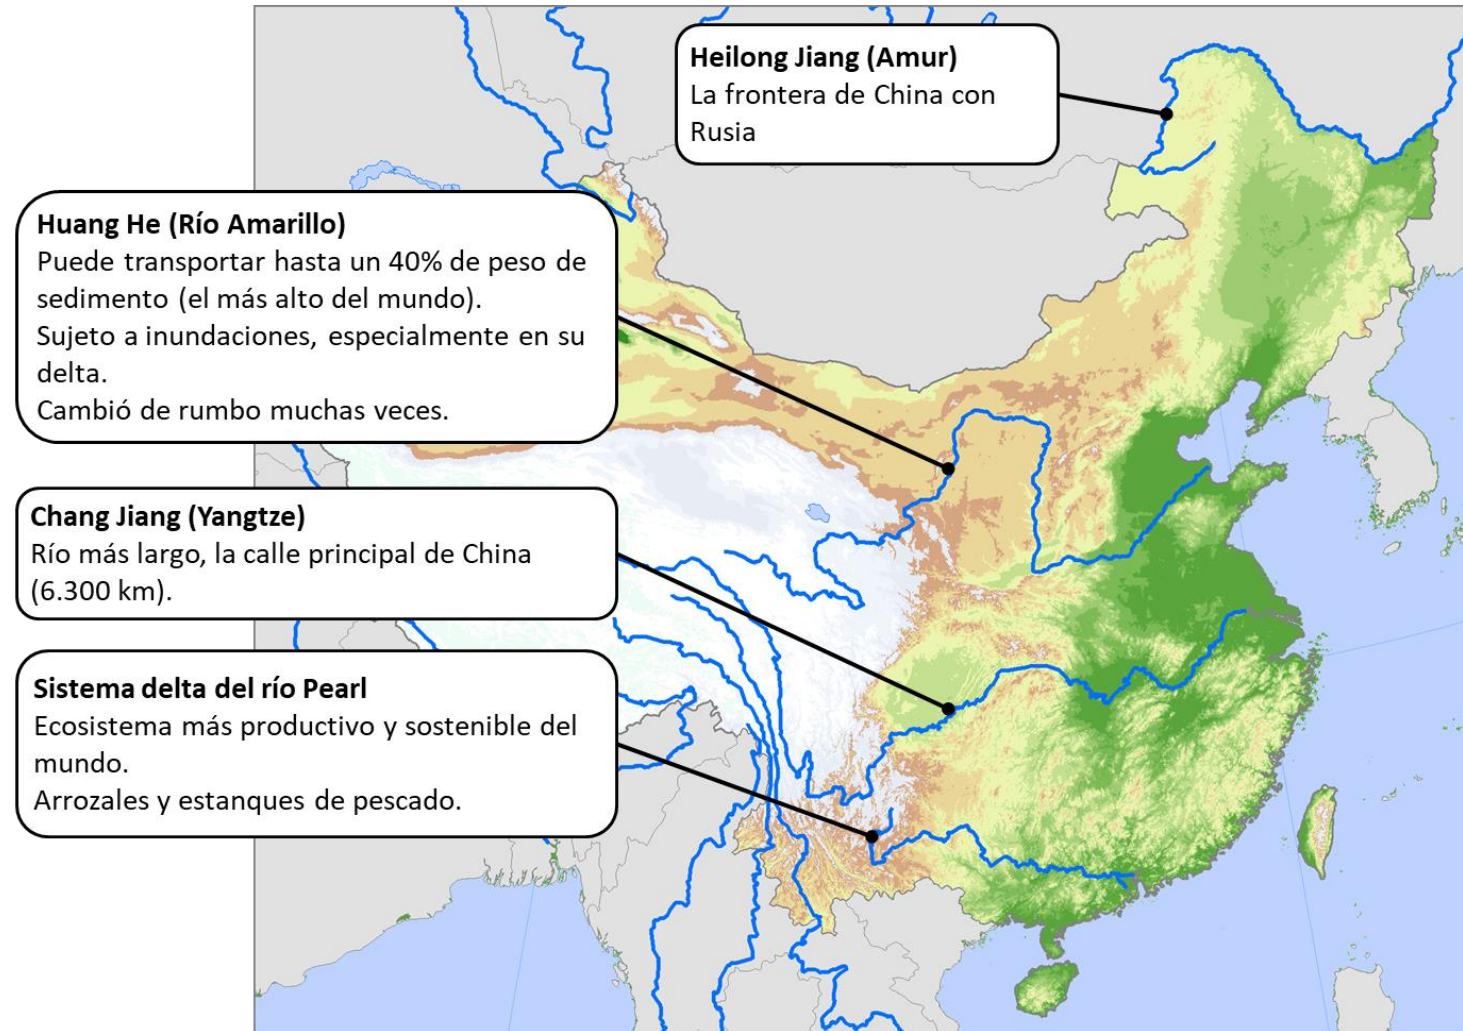 Heilong Jiang (Amur)
La frontera de China con
Rusia
Huang He (Río Amarillo)
Puede transportar hasta un 40% de peso de
sedimento (el más alto del mundo).
Sujeto a inundaciones, especialmente en su
delta.
Cambió de rumbo muchas veces.
Chang Jiang (Yangtze)
Río más largo, la calle principal de China
(6.300 km).
Sistema delta del río Pearl
Ecosistema más productivo y sostenible del
mundo.
Arrozales y estanques de pescado.